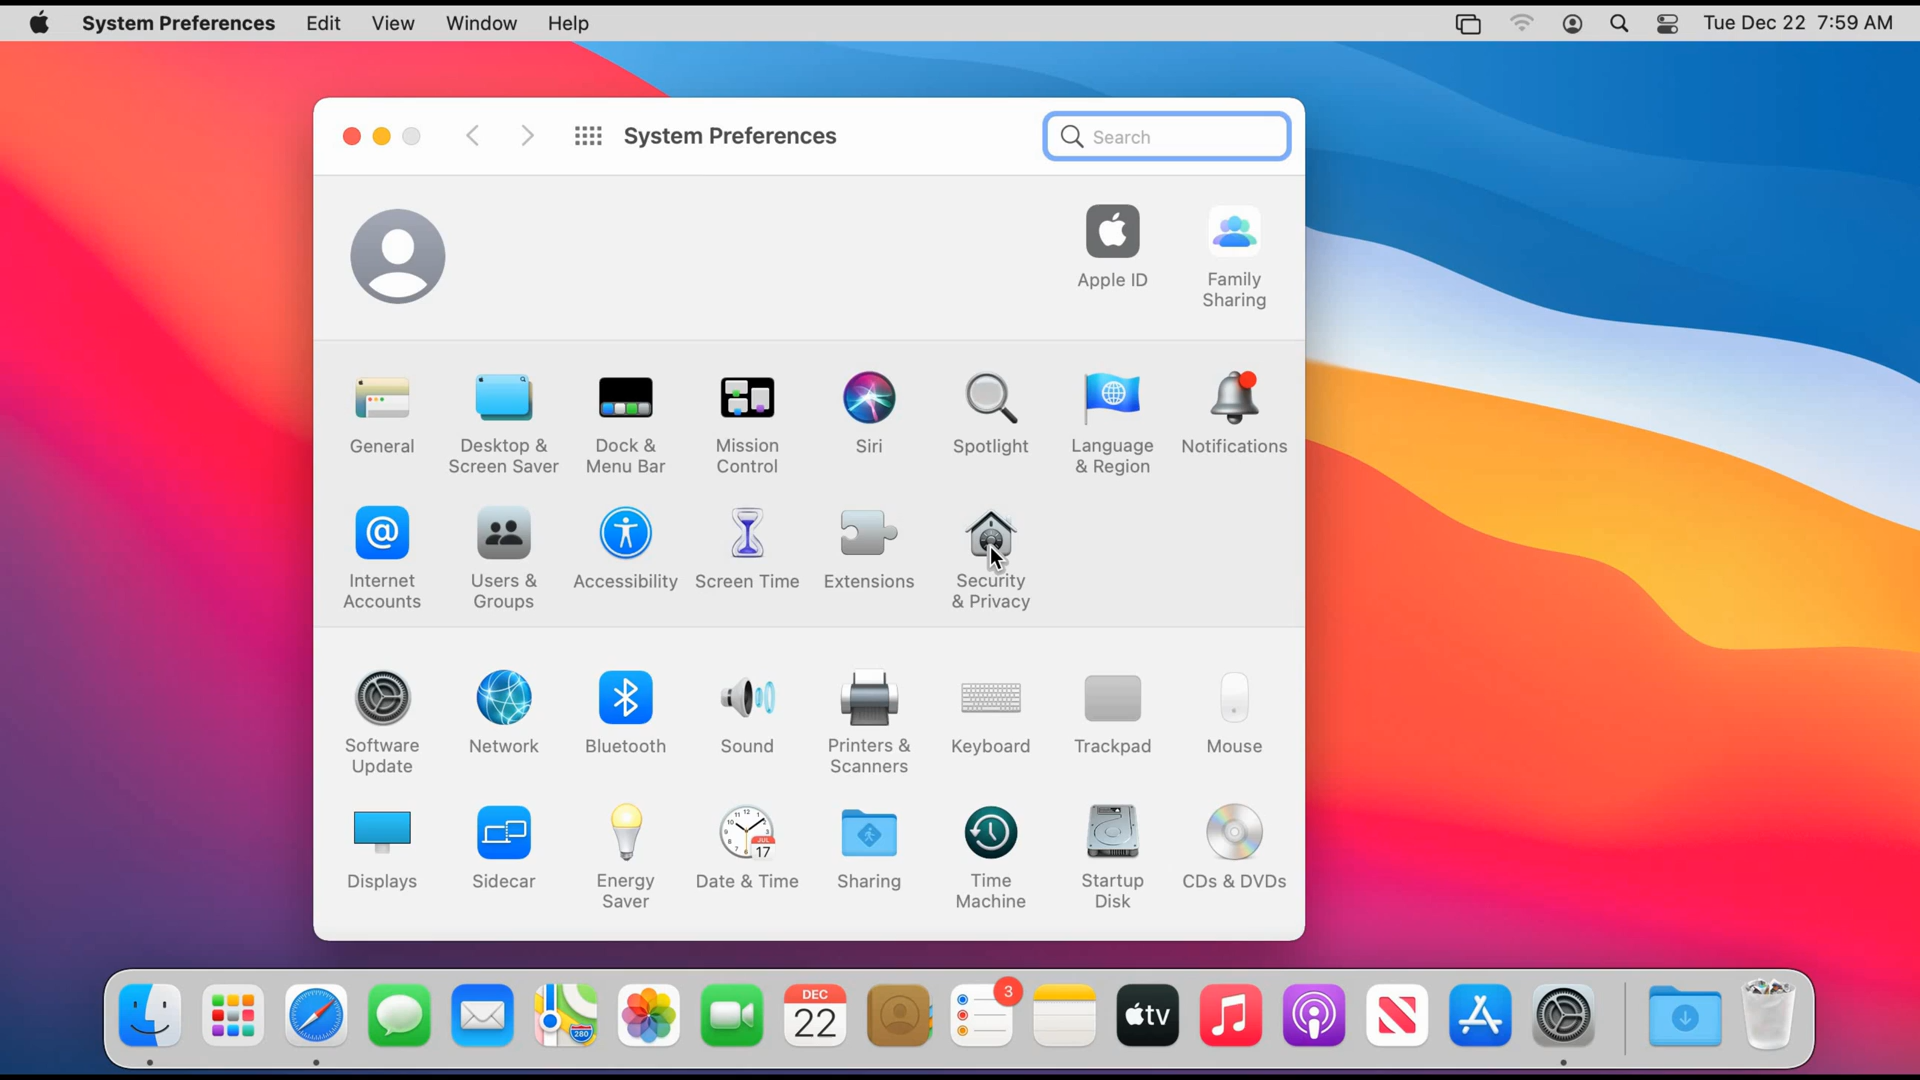 System Preferences Edit View Window Help Tue Dec 22 7:59 AM
System Preferences
Search
Apple ID
Family
Sharing
General
Desktop &
Screen Saver
Dock &
Menu Bar
Mission
Control
Siri
Spotlight
Language
& Region
Notifications
Internet
Accounts
Users &
Groups
Accessibility
Screen Time
Extensions
Security
& Privacy
Software
Update
Network
Bluetooth
Sound
Printers &
Scanners
Keyboard
Trackpad
Mouse
Displays
Sidecar
Energy
Saver
JUL
17
Date & Time
Sharing
Time
Machine
Startup
Disk
CDs & DVDs
280
DEC
22
3
tv